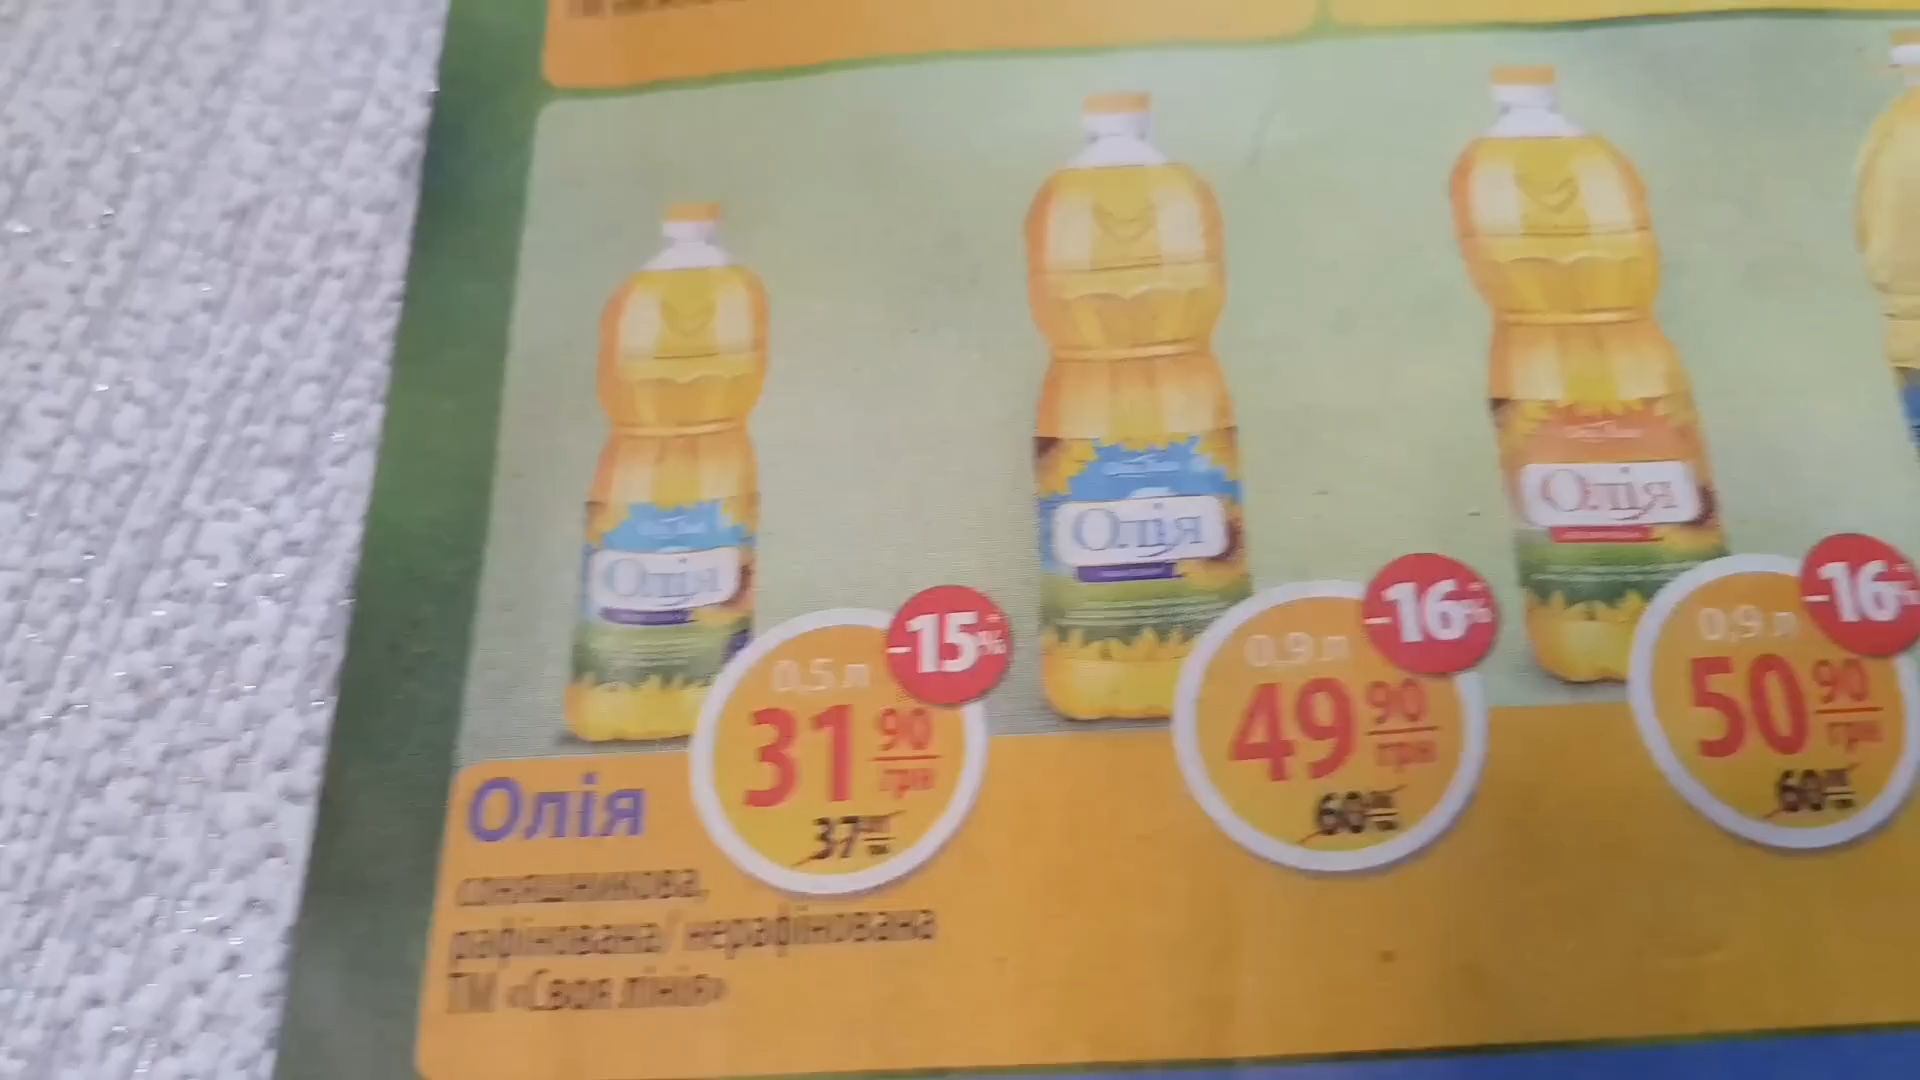 Олія
Олія
Олія
-15%
0,5 л
31 90
грн
37
-16%
0,9 л
49 90
грн
60
-16%
0,9 л
50 90
грн
60
Олія
соняшникова,
рафінована/нерафінована
ТМ «Своя лінія»